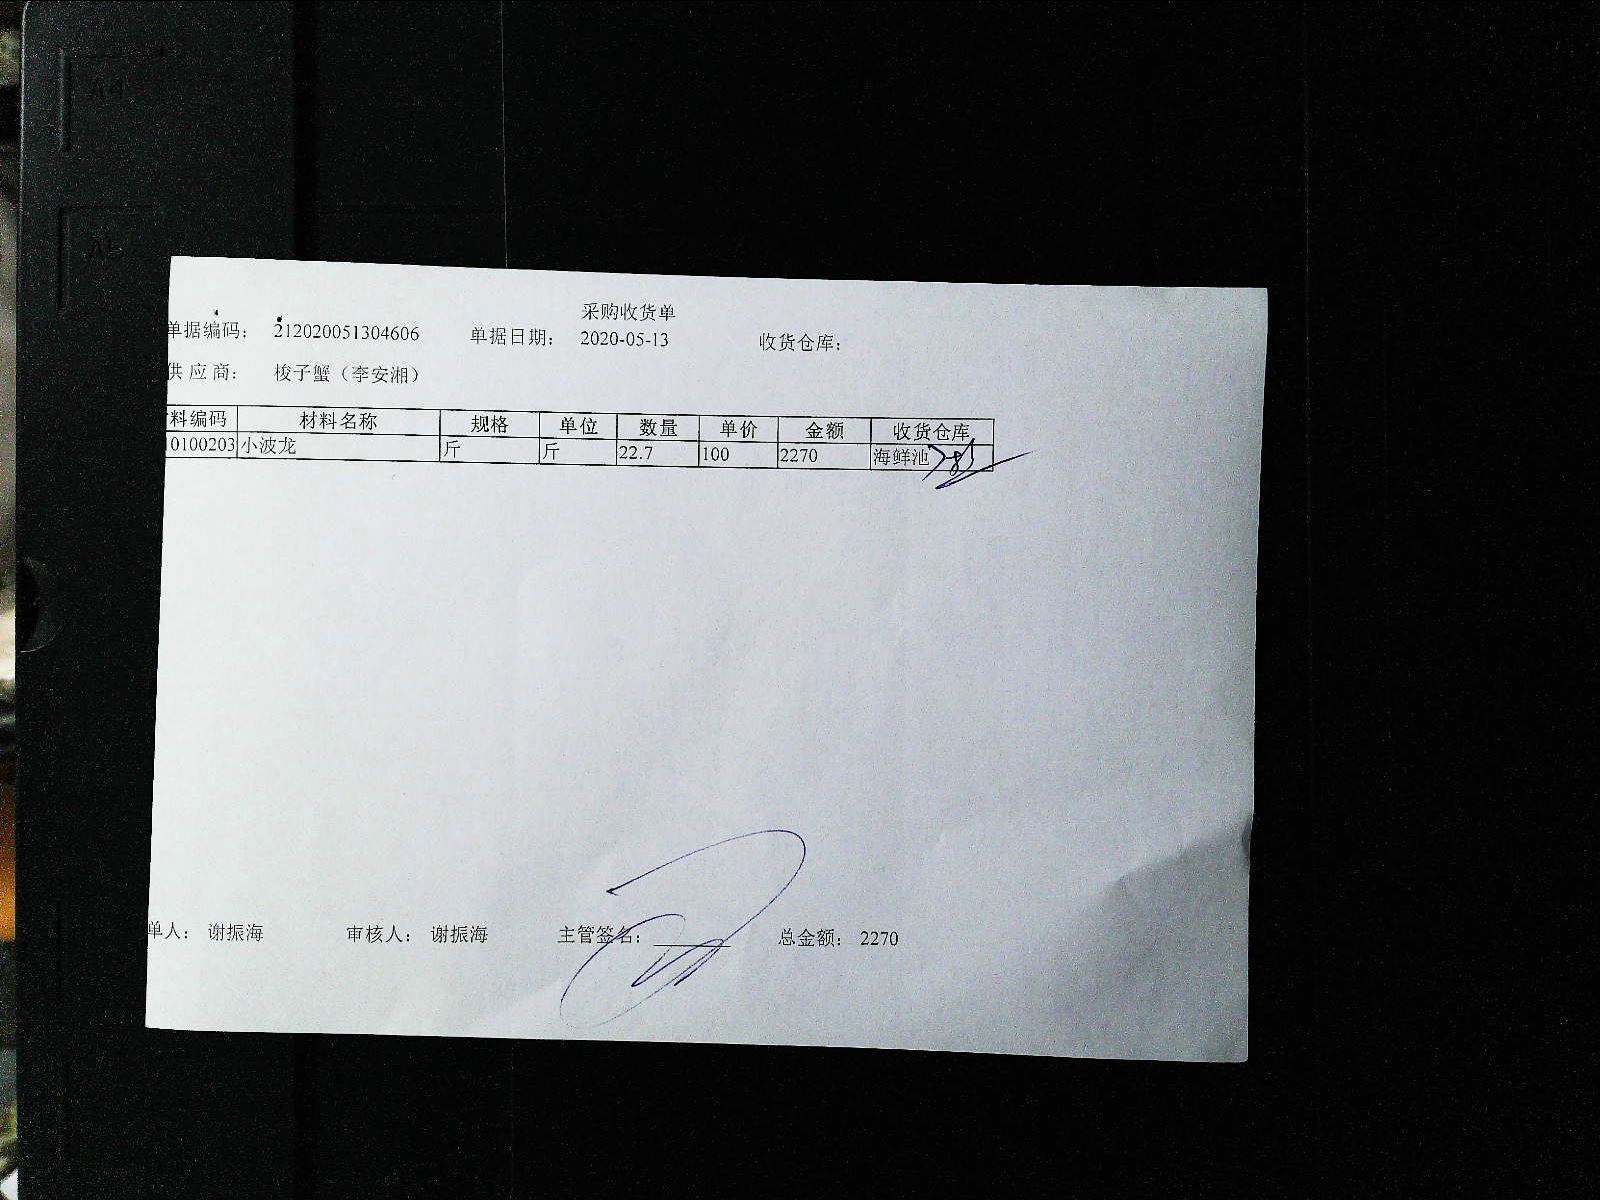 A4
A5
采购收货单
单据编码： 212020051304606 单据日期： 2020-05-13 收货仓库：
供应商： 梭子蟹（李安湘）
料编码 材料名称 规格 单位 数量 单价 金额 收货仓库
10100203 小波龙 斤 斤 22.7 100 2270 海鲜池
单人： 谢振海 审核人： 谢振海 主管签名： 总金额： 2270